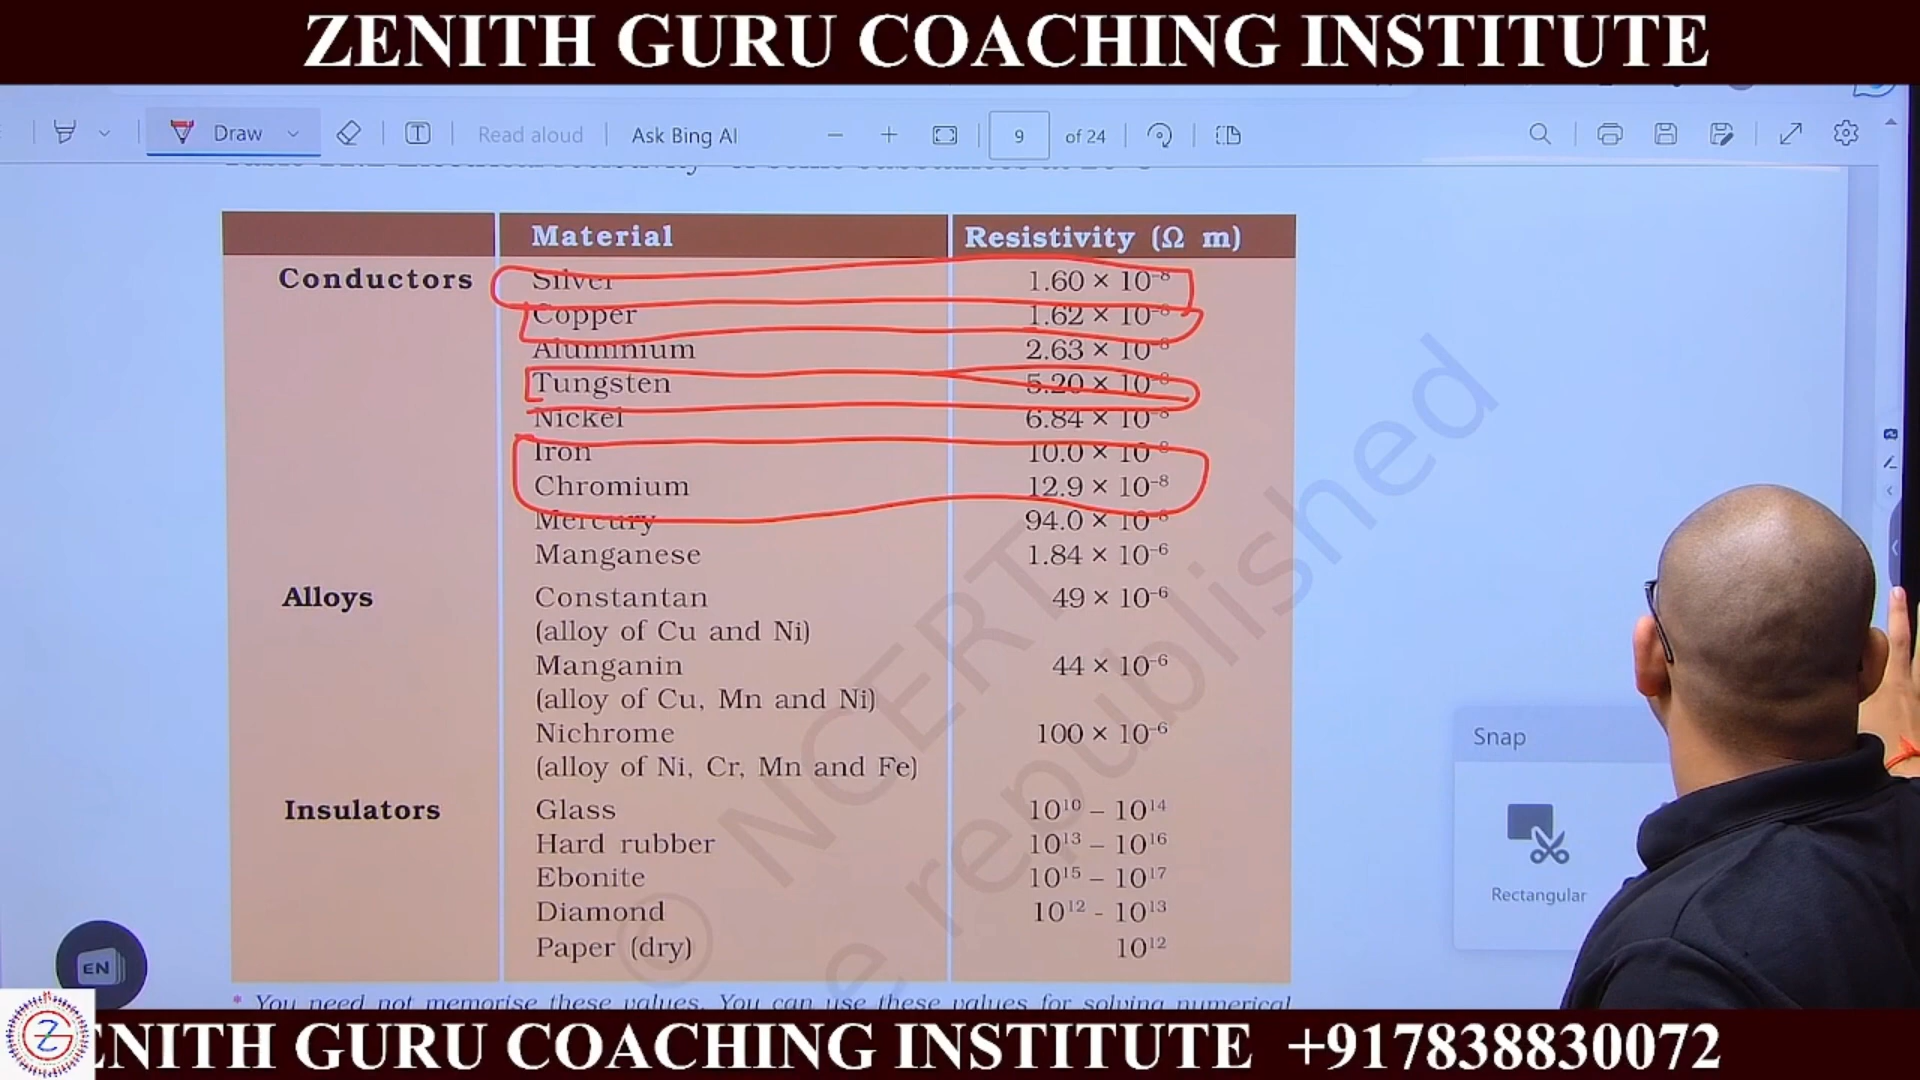 ZENITH GURU COACHING INSTITUTE
Draw
Read aloud
Ask Bing AI
9
of 24
Material Resistivity (Ω m)
Conductors Silver 1.60 × 10⁻⁸
Copper 1.62 × 10⁻⁸
Aluminium 2.63 × 10⁻⁸
Tungsten 5.20 × 10⁻⁸
Nickel 6.84 × 10⁻⁸
Iron 10.0 × 10⁻⁸
Chromium 12.9 × 10⁻⁸
Mercury 94.0 × 10⁻⁸
Manganese 1.84 × 10⁻⁶
Alloys Constantan 49 × 10⁻⁶
(alloy of Cu and Ni)
Manganin 44 × 10⁻⁶
(alloy of Cu, Mn and Ni)
Nichrome 100 × 10⁻⁶
(alloy of Ni, Cr, Mn and Fe)
Insulators Glass 10¹⁰ – 10¹⁴
Hard rubber 10¹³ – 10¹⁶
Ebonite 10¹⁵ – 10¹⁷
Diamond 10¹² - 10¹³
Paper (dry) 10¹²
* You need not memorise these values. You can use these values for solving numerical
© NCERT
e republished
Snap
Rectangular
EN
ENITH GURU COACHING INSTITUTE +917838830072